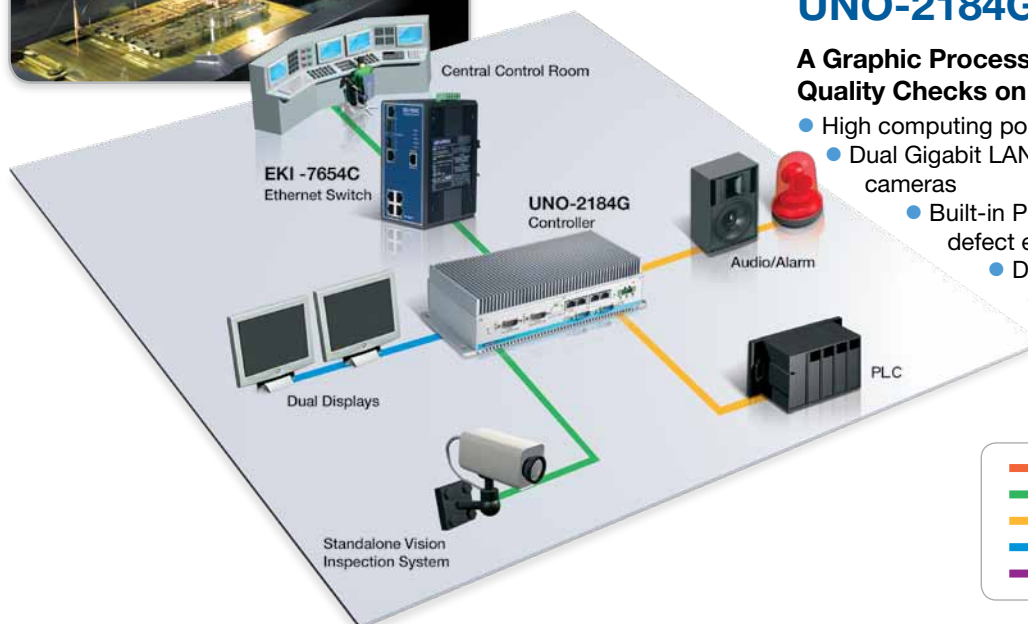 UNO-2184G
A Graphic Process
Quality Checks on
High computing po
Dual Gigabit LAN
cameras
Built-in P
defect e
D
Central Control Room
EKI -7654C
Ethernet Switch
UNO-2184G
Controller
Audio/Alarm
PLC
Dual Displays
Standalone Vision
Inspection System